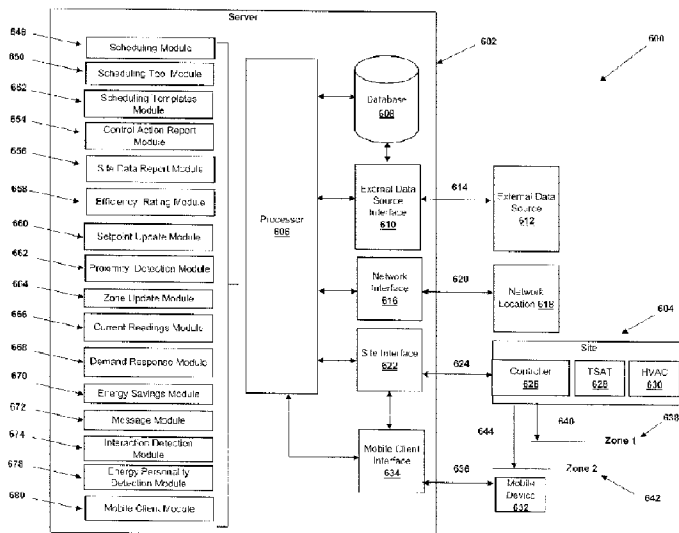 Server
648
Scheduling Module
650
Scheduling Tool Module
652
Scheduling Templates
Module
654
Control Action Report
Module
656
Site Data Report Module
658
Efficiency Rating Module
660
Setpoint Update Module
662
Proximity Detection Module
664
Zone Update Module
666
Current Readings Module
668
Demand Response Module
670
Energy Savings Module
672
Message Module
674
Interaction Detection
Module
678
Energy Personality
Detection Module
680
Mobile Client Module
Processor
606
Database
608
External Data
Source Interface
610
Network
Interface
616
Site Interface
622
Mobile Client
Interface
634
602
600
614
External Data
Source
612
620
Network
Location 618
604
Site
624
Controller
626
TSAT
628
HVAC
630
644
640
638
Zone 1
Zone 2
636
642
Mobile
Device
632